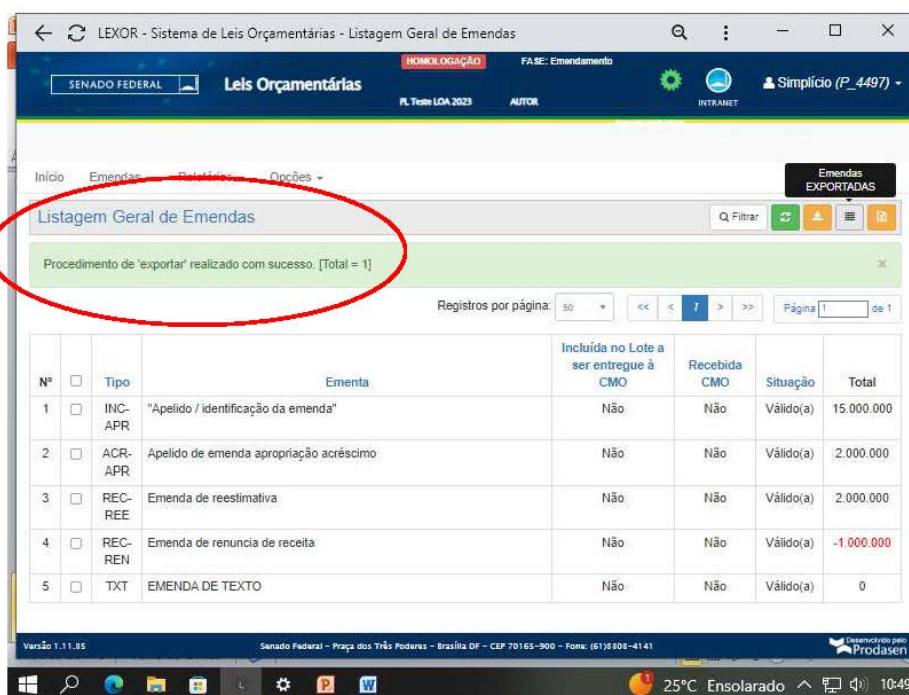 LEXOR - Sistema de Leis Orçamentárias - Listagem Geral de Emendas
HOMOLOGAÇÃO FASE: Emendamento
SENADO FEDERAL Leis Orçamentárias INTRANET Simplício (P_4497)
PL Teste LOA 2023 AUTOR
Início Emendas Relatórios Opções
Emendas
EXPORTADAS
Listagem Geral de Emendas Filtrar
Procedimento de 'exportar' realizado com sucesso. [Total = 1] ×
Registros por página: 50 << < 1 > >> Página 1 de 1
Nº Tipo Ementa Incluída no Lote a ser entregue à CMO Recebida CMO Situação Total
1 INC-APR "Apelido / identificação da emenda" Não Não Válido(a) 15.000.000
2 ACR-APR Apelido de emenda apropriação acréscimo Não Não Válido(a) 2.000.000
3 REC-REE Emenda de reestimativa Não Não Válido(a) 2.000.000
4 REC-REN Emenda de renuncia de receita Não Não Válido(a) -1.000.000
5 TXT EMENDA DE TEXTO Não Não Válido(a) 0
Versão 1.11.85 Senado Federal - Praça dos Três Poderes - Brasília DF - CEP 70165-900 - Fone: (61)8808-4141 Desenvolvido pelo Prodasen
25°C Ensolarado 10:49